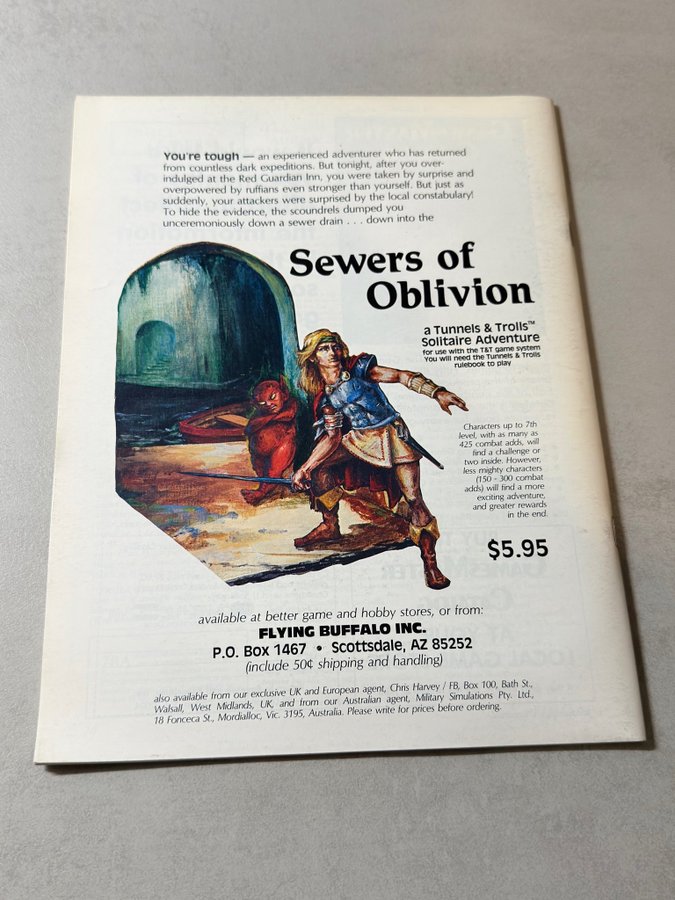 You're tough — an experienced adventurer who has returned
from countless dark expeditions. But tonight, after you over-
indulged at the Red Guardian Inn, you were taken by surprise and
overpowered by ruffians even stronger than yourself. But just as
suddenly, your attackers were surprised by the local constabulary!
To hide the evidence, the scoundrels dumped you
unceremoniously down a sewer drain . . . down into the
Sewers of
Oblivion
a Tunnels & Trolls™
Solitaire Adventure
for use with the T&T game system
You will need the Tunnels & Trolls
rulebook to play
Characters up to 7th
level, with as many as
425 combat adds, will
find a challenge or
two inside. However,
less mighty characters
(150 - 300 combat
adds) will find a more
exciting adventure,
and greater rewards
in the end.
$5.95
available at better game and hobby stores, or from:
FLYING BUFFALO INC.
P.O. Box 1467 • Scottsdale, AZ 85252
(include 50¢ shipping and handling)
also available from our exclusive UK and European agent, Chris Harvey / FB, Box 100, Bath St.,
Walsall, West Midlands, UK, and from our Australian agent, Military Simulations Pty. Ltd.,
18 Fonceca St., Mordialloc, Vic. 3195, Australia. Please write for prices before ordering.